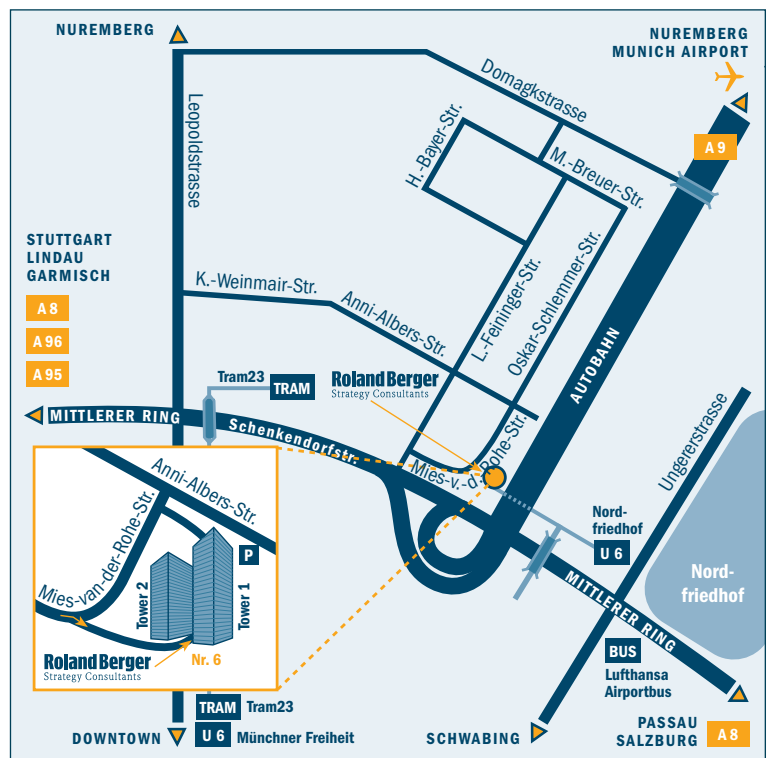 NUREMBERG
NUREMBERG
MUNICH AIRPORT
Domagkstrasse
Leopoldstrasse
H.-Bayer-Str.
A 9
M.-Breuer-Str.
STUTTGART
LINDAU
GARMISCH
A 8
A 96
A 95
K.-Weinmair-Str.
Anni-Albers-Str.
L.-Feininger-Str.
Oskar-Schlemmer-Str.
AUTOBAHN
Tram23 TRAM
Roland Berger
Strategy Consultants
MITTLERER RING
Schenkendorfstr.
Mies-v.-d.-Rohe-Str.
Ungererstrasse
Nord-
friedhof
U 6
Nord-
friedhof
MITTLERER RING
Anni-Albers-Str.
Mies-van-der-Rohe-Str.
P
Tower 2
Tower 1
Roland Berger
Strategy Consultants
Nr. 6
BUS
Lufthansa
Airportbus
TRAM Tram23
U 6 Münchner Freiheit
DOWNTOWN
SCHWABING
PASSAU
SALZBURG
A 8